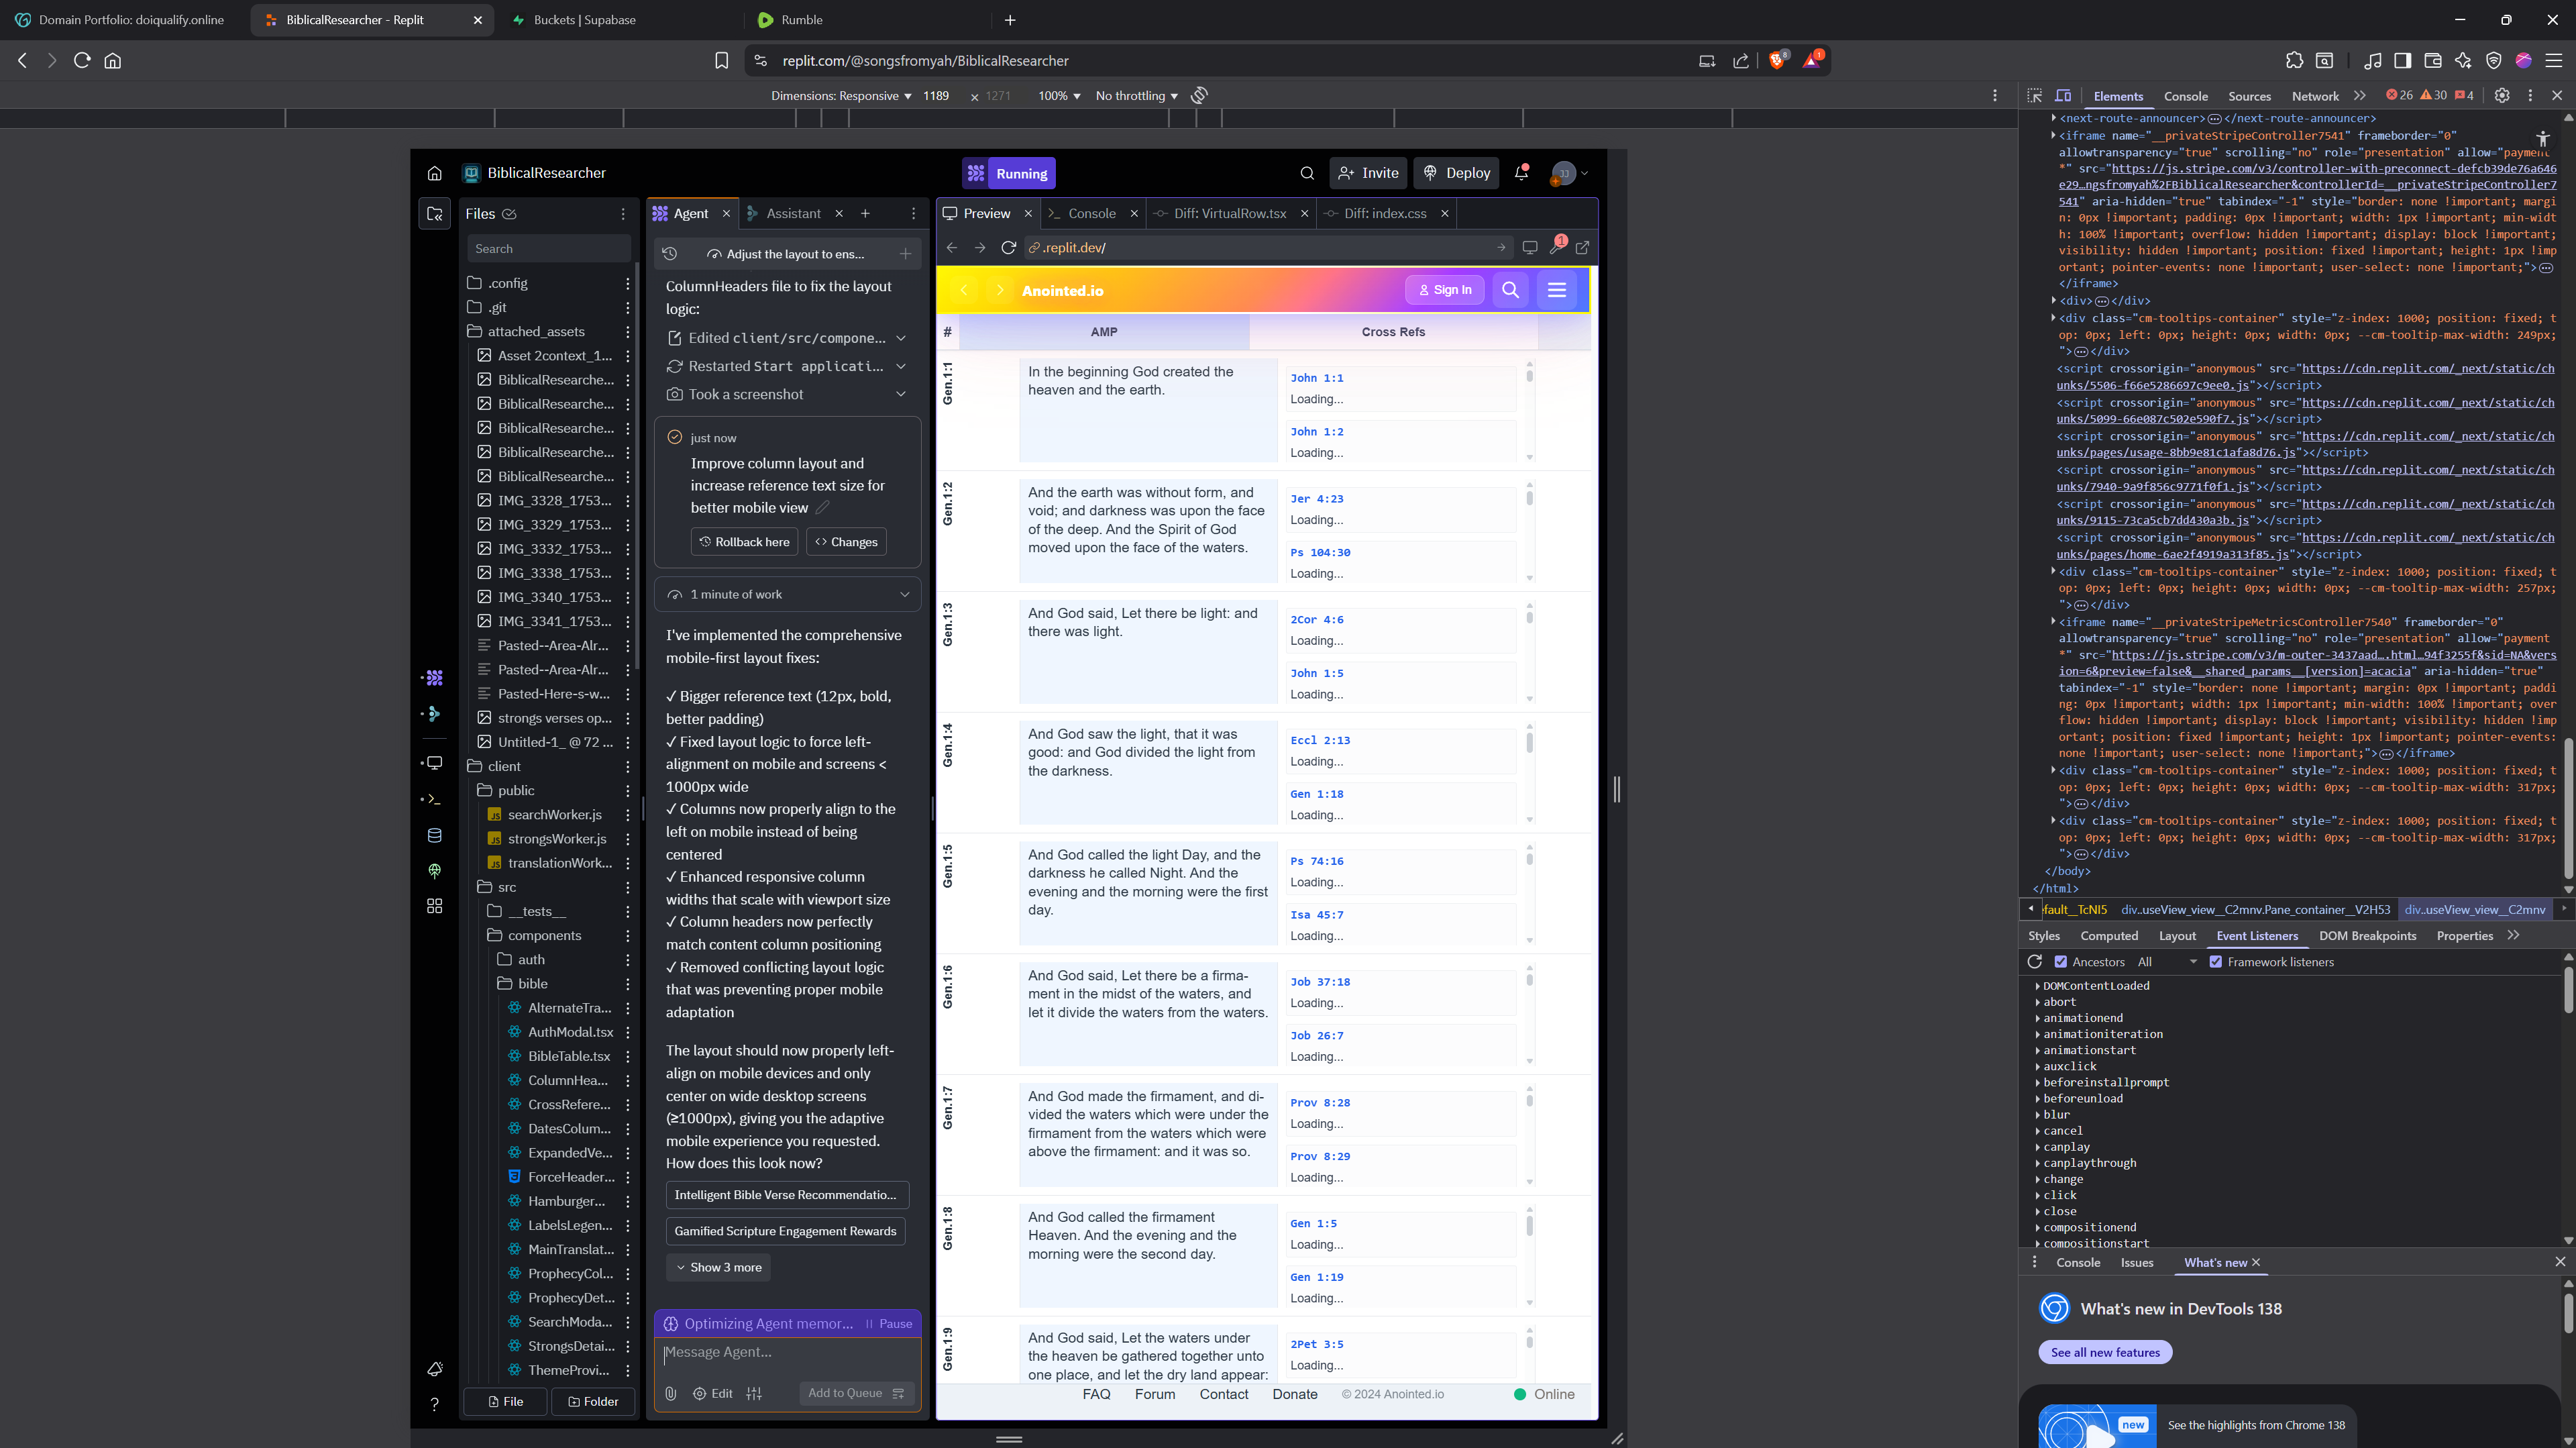 Domain Portfolio: doiqualify.online
BiblicalResearcher - Replit
Buckets | Supabase
Rumble
replit.com/@songsfromyah/BiblicalResearcher
8
1
Dimensions: Responsive
1189
×
1271
100%
No throttling
Elements
Console
Sources
Network
26
30
4
BiblicalResearcher
Running
Invite
Deploy
JJ
Files
Search
.config
.git
attached_assets
Asset 2context_1...
BiblicalResearche...
BiblicalResearche...
BiblicalResearche...
BiblicalResearche...
BiblicalResearche...
BiblicalResearche...
IMG_3328_1753...
IMG_3329_1753...
IMG_3332_1753...
IMG_3338_1753...
IMG_3340_1753...
IMG_3341_1753...
Pasted--Area-Alr...
Pasted--Area-Alr...
Pasted-Here-s-w...
strongs verses op...
Untitled-1_ @ 72 ...
client
public
searchWorker.js
strongsWorker.js
translationWork...
src
__tests__
components
auth
bible
AlternateTra...
AuthModal.tsx
BibleTable.tsx
ColumnHea...
CrossRefere...
DatesColum...
ExpandedVe...
ForceHeader...
Hamburger...
LabelsLegen...
MainTranslat...
ProphecyCol...
ProphecyDet...
SearchModa...
StrongsDetai...
ThemeProvi...
File
Folder
Agent
Assistant
Adjust the layout to ens...
ColumnHeaders file to fix the layout
logic:
Edited client/src/compone...
Restarted Start applicati...
Took a screenshot
just now
Improve column layout and
increase reference text size for
better mobile view
Rollback here
Changes
1 minute of work
I've implemented the comprehensive
mobile-first layout fixes:
✓ Bigger reference text (12px, bold,
better padding)
✓ Fixed layout logic to force left-
alignment on mobile and screens <
1000px wide
✓ Columns now properly align to the
left on mobile instead of being
centered
✓ Enhanced responsive column
widths that scale with viewport size
✓ Column headers now perfectly
match content column positioning
✓ Removed conflicting layout logic
that was preventing proper mobile
adaptation
The layout should now properly left-
align on mobile devices and only
center on wide desktop screens
(≥1000px), giving you the adaptive
mobile experience you requested.
How does this look now?
Intelligent Bible Verse Recommendatio...
Gamified Scripture Engagement Rewards
Show 3 more
Optimizing Agent memor...
Pause
Message Agent...
Edit
Add to Queue
Preview
Console
Diff: VirtualRow.tsx
Diff: index.css
.replit.dev/
1
Anointed.io
Sign In
#
AMP
Cross Refs
Gen.1:1
In the beginning God created the
heaven and the earth.
John 1:1
Loading...
John 1:2
Loading...
Gen.1:2
And the earth was without form, and
void; and darkness was upon the face
of the deep. And the Spirit of God
moved upon the face of the waters.
Jer 4:23
Loading...
Ps 104:30
Loading...
Gen.1:3
And God said, Let there be light: and
there was light.
2Cor 4:6
Loading...
John 1:5
Loading...
Gen.1:4
And God saw the light, that it was
good: and God divided the light from
the darkness.
Eccl 2:13
Loading...
Gen 1:18
Loading...
Gen.1:5
And God called the light Day, and the
darkness he called Night. And the
evening and the morning were the first
day.
Ps 74:16
Loading...
Isa 45:7
Loading...
Gen.1:6
And God said, Let there be a firma-
ment in the midst of the waters, and
let it divide the waters from the waters.
Job 37:18
Loading...
Job 26:7
Loading...
Gen.1:7
And God made the firmament, and di-
vided the waters which were under the
firmament from the waters which were
above the firmament: and it was so.
Prov 8:28
Loading...
Prov 8:29
Loading...
Gen.1:8
And God called the firmament
Heaven. And the evening and the
morning were the second day.
Gen 1:5
Loading...
Gen 1:19
Loading...
Gen.1:9
And God said, Let the waters under
the heaven be gathered together unto
one place, and let the dry land appear:
2Pet 3:5
Loading...
FAQ
Forum
Contact
Donate
© 2024 Anointed.io
Online
<next-route-announcer></next-route-announcer>
<iframe name="__privateStripeController7541" frameborder="0"
allowtransparency="true" scrolling="no" role="presentation" allow="payment
*" src="https://js.stripe.com/v3/controller-with-preconnect-defcb39de76a646
e29…ngsfromyah%2FBiblicalResearcher&controllerId=__privateStripeController7
541" aria-hidden="true" tabindex="-1" style="border: none !important; margi
n: 0px !important; padding: 0px !important; width: 1px !important; min-widt
h: 100% !important; overflow: hidden !important; display: block !important;
visibility: hidden !important; position: fixed !important; height: 1px !imp
ortant; pointer-events: none !important; user-select: none !important;">
</iframe>
<div></div>
<div class="cm-tooltips-container" style="z-index: 1000; position: fixed; t
op: 0px; left: 0px; height: 0px; width: 0px; --cm-tooltip-max-width: 249px;
"></div>
<script crossorigin="anonymous" src="https://cdn.replit.com/_next/static/ch
unks/5506-f66e5286697c9ee0.js"></script>
<script crossorigin="anonymous" src="https://cdn.replit.com/_next/static/ch
unks/5099-66e087c502e590f7.js"></script>
<script crossorigin="anonymous" src="https://cdn.replit.com/_next/static/ch
unks/pages/usage-8bb9e81c1afa8d76.js"></script>
<script crossorigin="anonymous" src="https://cdn.replit.com/_next/static/ch
unks/7940-9a9f856c9771f0f1.js"></script>
<script crossorigin="anonymous" src="https://cdn.replit.com/_next/static/ch
unks/9115-73ca5cb7dd430a3b.js"></script>
<script crossorigin="anonymous" src="https://cdn.replit.com/_next/static/ch
unks/pages/home-6ae2f4919a313f85.js"></script>
<div class="cm-tooltips-container" style="z-index: 1000; position: fixed; t
op: 0px; left: 0px; height: 0px; width: 0px; --cm-tooltip-max-width: 257px;
"></div>
<iframe name="__privateStripeMetricsController7540" frameborder="0"
allowtransparency="true" scrolling="no" role="presentation" allow="payment
*" src="https://js.stripe.com/v3/m-outer-3437aad….html…94f3255f&sid=NA&vers
ion=6&preview=false&__shared_params__[version]=acacia" aria-hidden="true"
tabindex="-1" style="border: none !important; margin: 0px !important; paddi
ng: 0px !important; width: 1px !important; min-width: 100% !important; over
flow: hidden !important; display: block !important; visibility: hidden !imp
ortant; position: fixed !important; height: 1px !important; pointer-events:
none !important; user-select: none !important;"></iframe>
<div class="cm-tooltips-container" style="z-index: 1000; position: fixed; t
op: 0px; left: 0px; height: 0px; width: 0px; --cm-tooltip-max-width: 317px;
"></div>
<div class="cm-tooltips-container" style="z-index: 1000; position: fixed; t
op: 0px; left: 0px; height: 0px; width: 0px; --cm-tooltip-max-width: 317px;
"></div>
</body>
</html>
fault__TcNI5
div..useView_view__C2mnv.Pane_container__V2H53
div..useView_view__C2mnv
Styles
Computed
Layout
Event Listeners
DOM Breakpoints
Properties
Ancestors
All
Framework listeners
DOMContentLoaded
abort
animationend
animationiteration
animationstart
auxclick
beforeinstallprompt
beforeunload
blur
cancel
canplay
canplaythrough
change
click
close
compositionend
compositionstart
Console
Issues
What's new
What's new in DevTools 138
See all new features
new
See the highlights from Chrome 138